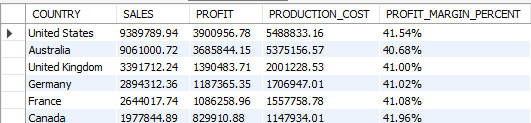 COUNTRY SALES PROFIT PRODUCTION_COST PROFIT_MARGIN_PERCENT
United States 9389789.94 3900956.78 5488833.16 41.54%
Australia 9061000.72 3685844.15 5375156.57 40.68%
United Kingdom 3391712.24 1390483.71 2001228.53 41.00%
Germany 2894312.36 1187365.35 1706947.01 41.02%
France 2644017.74 1086258.96 1557758.78 41.08%
Canada 1977844.89 829910.88 1147934.01 41.96%